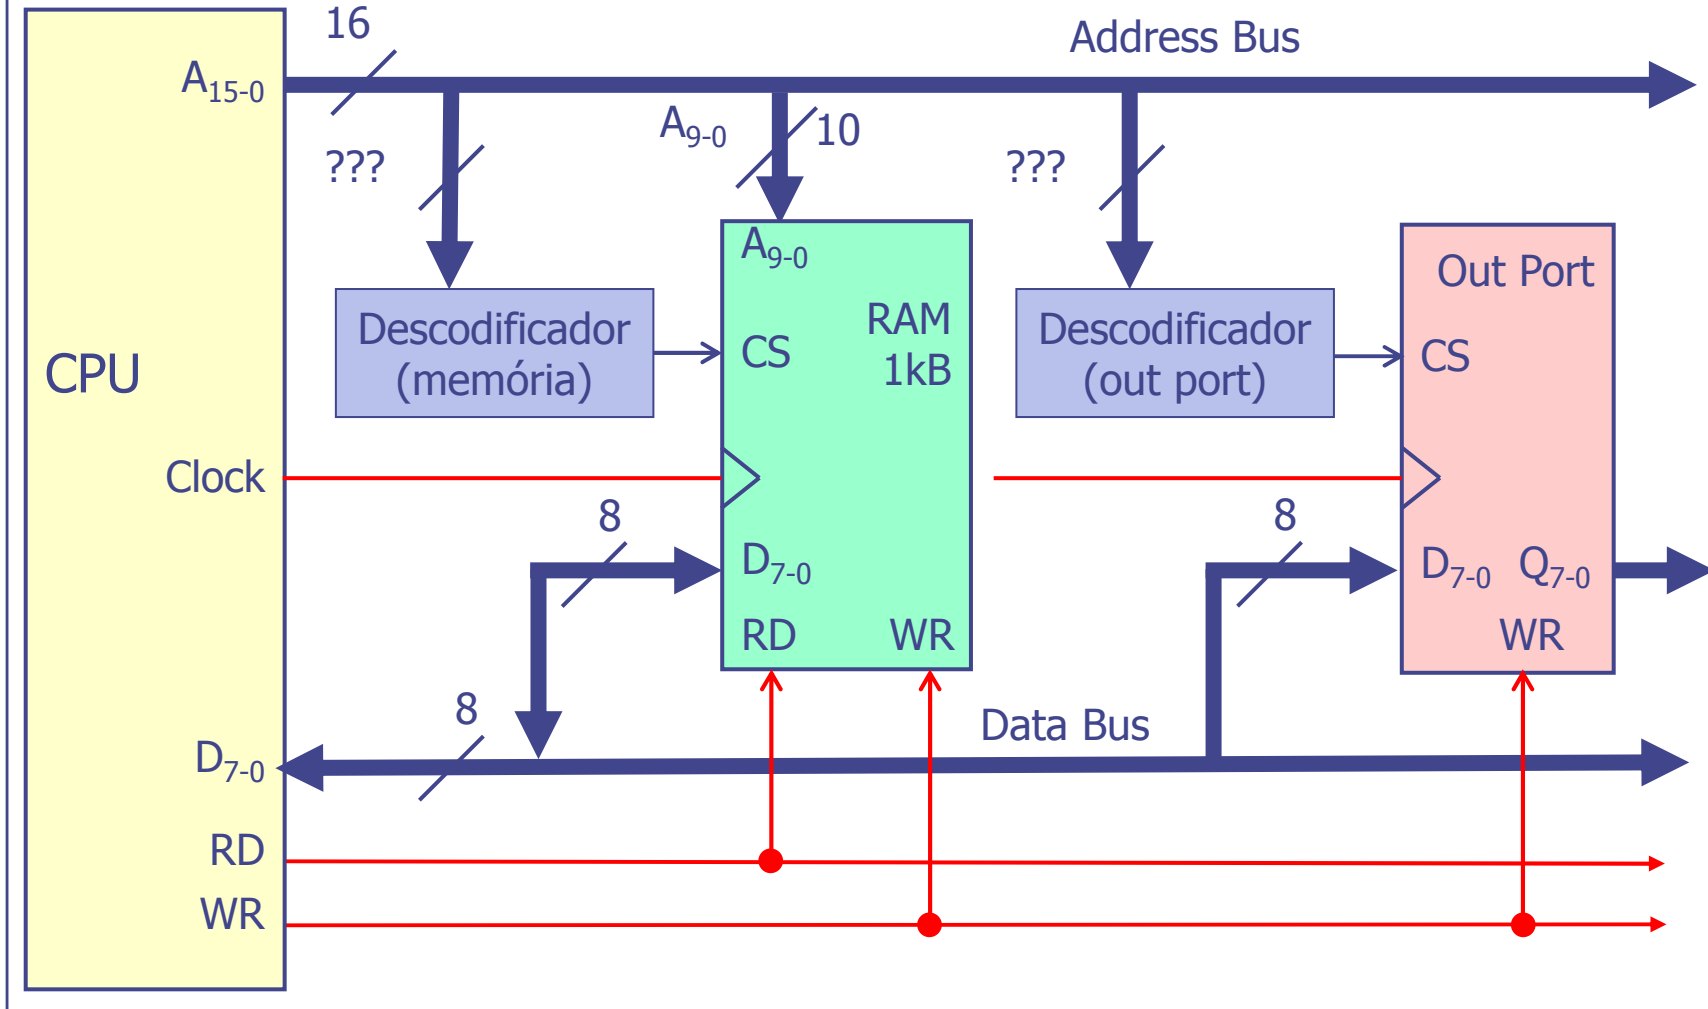 16
Address Bus
A15-0
A9-0
10
???
???
A9-0
Out Port
Descodificador
(memória)
RAM
1kB
Descodificador
(out port)
CS
CS
CPU
Clock
8
8
D7-0
D7-0 Q7-0
RD WR
WR
8
Data Bus
D7-0
RD
WR